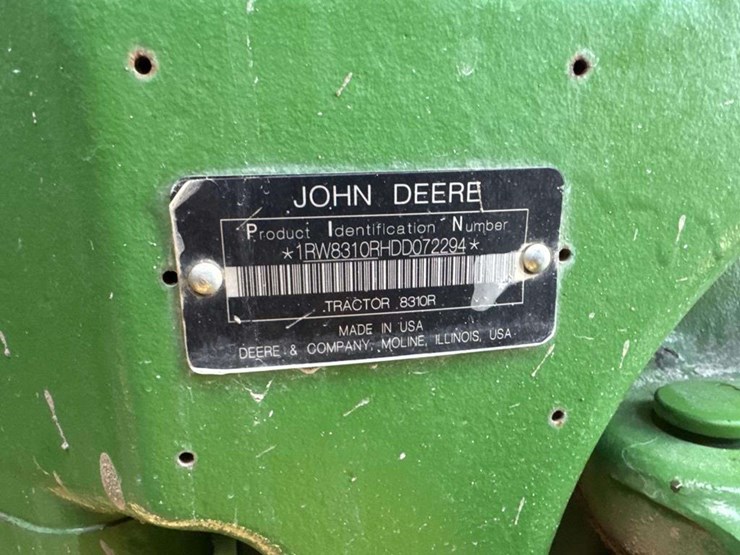 JOHN DEERE
Product Identification Number
*1RW8310RHDD072294*
TRACTOR 8310R
MADE IN USA
DEERE & COMPANY, MOLINE, ILLINOIS, USA